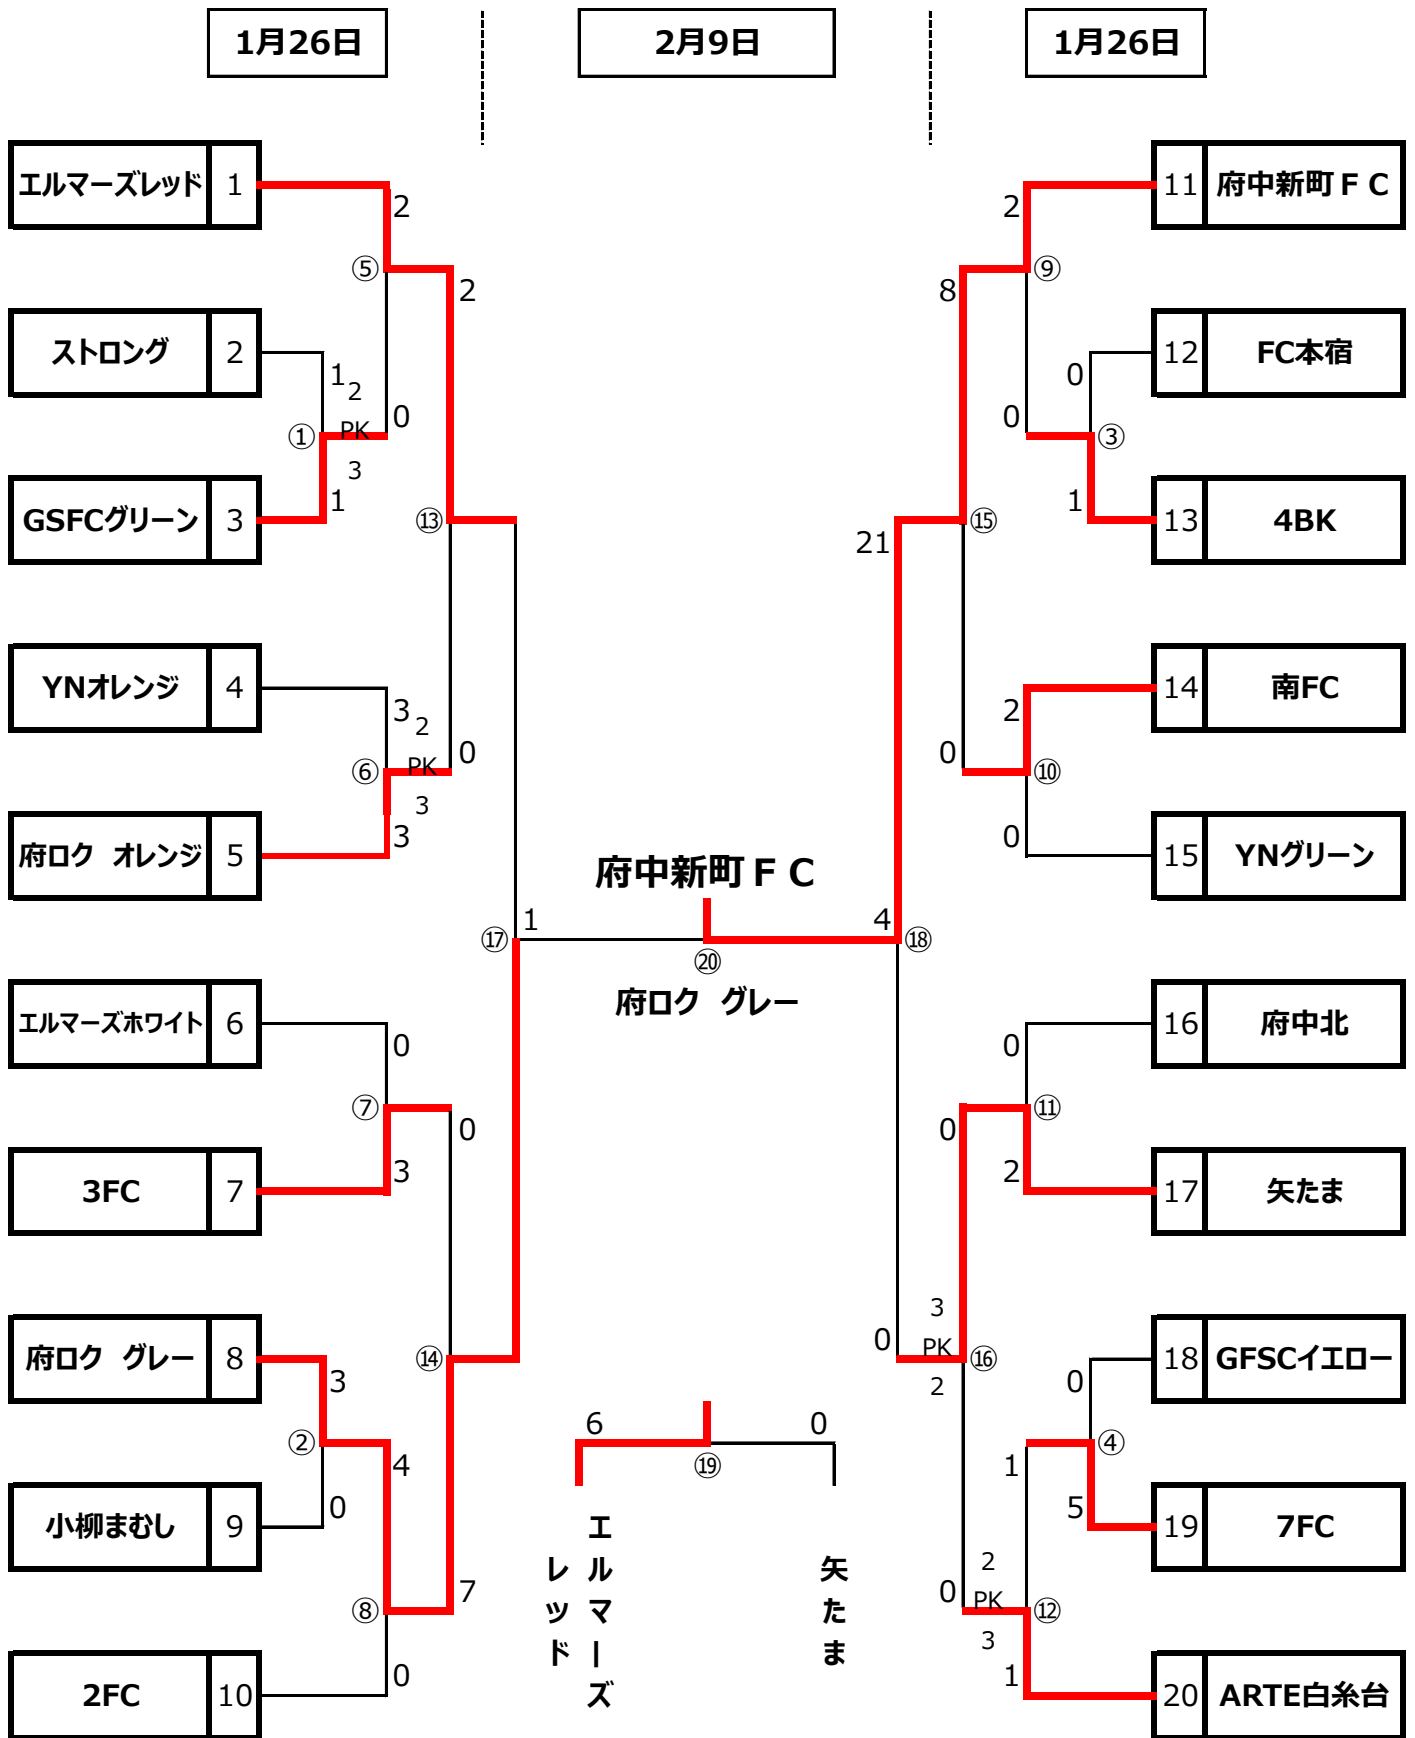 1月26日
2月9日
1月26日
エルマーズレッド 1
2
2
11 府中新町ＦＣ
⑤
⑨
2
8
ストロング 2
12 FC本宿
1
2
0
0
0
①
PK
③
3
1
1
GSFCグリーン 3
13 4BK
⑬
⑮
21
YNオレンジ 4
14 南FC
3
2
2
0
0
⑥
PK
⑩
3
3
0
府ロク オレンジ 5
15 YNグリーン
府中新町ＦＣ
1
4
⑰
⑱
⑳
府ロク グレー
エルマーズホワイト 6
16 府中北
0
0
⑦
⑪
0
0
3FC 7
17 矢たま
3
2
3
0
PK
2
府ロク グレー 8
18 GFSCイエロー
⑭
⑯
3
0
6
0
②
⑲
④
4
1
小柳まむし 9
19 7FC
0
5
エルマーズ
レッド
矢たま
2
7
0
PK
⑧
⑫
3
0
1
2FC 10
20 ARTE白糸台